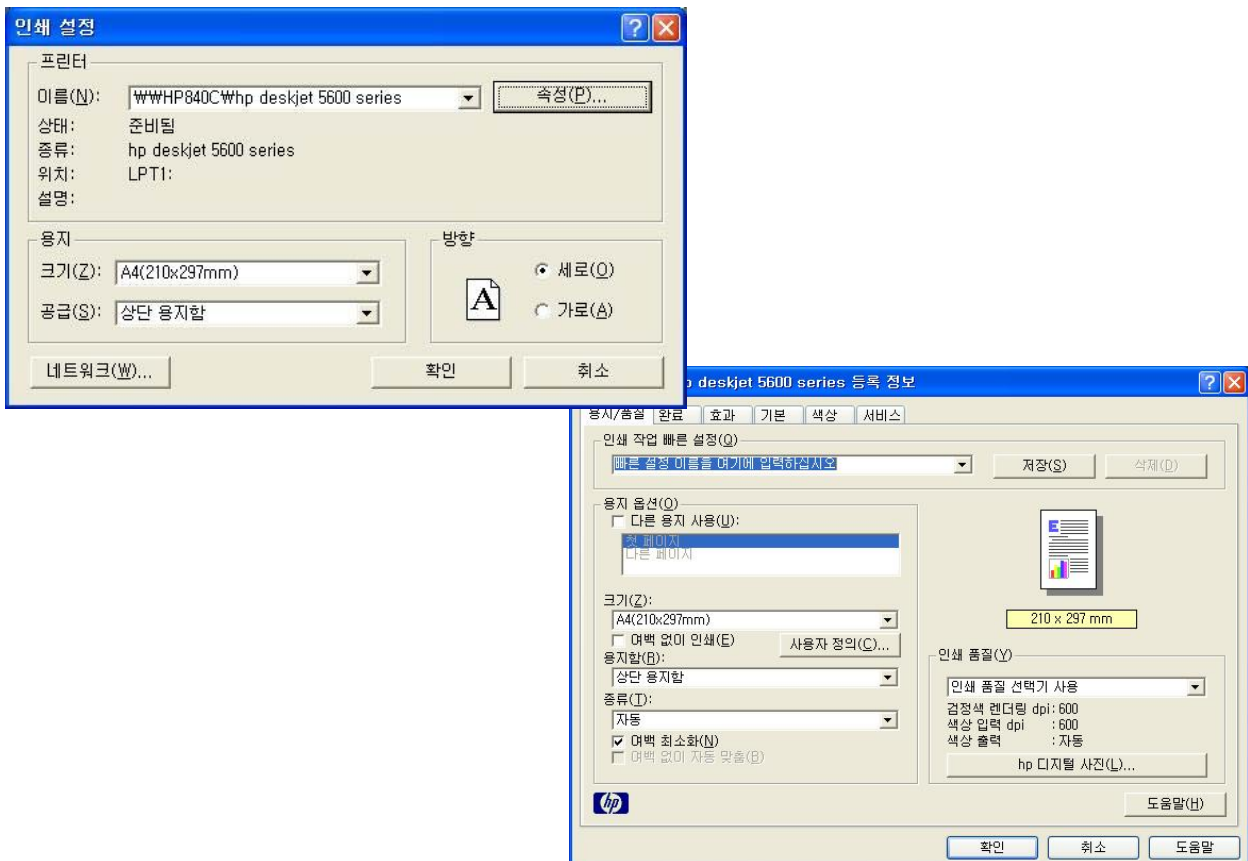 인쇄 설정
프린터
이름(N): ₩₩HP840C₩hp deskjet 5600 series 속성(P)...
상태: 준비됨
종류: hp deskjet 5600 series
위치: LPT1:
설명:
용지
크기(Z): A4(210x297mm)
공급(S): 상단 용지함
방향
A
세로(O)
가로(A)
네트워크(W)... 확인 취소
deskjet 5600 series 등록 정보
용지/품질 완료 효과 기본 색상 서비스
인쇄 작업 빠른 설정(Q)
빠른 설정 이름을 여기에 입력하십시오 저장(S) 삭제(D)
용지 옵션(O)
다른 용지 사용(U):
첫 페이지
다른 페이지
크기(Z):
A4(210x297mm)
여백 없이 인쇄(E) 사용자 정의(C)...
용지함(R):
상단 용지함
종류(T):
자동
여백 최소화(N)
여백 없이 자동 맞춤(B)
E
210 x 297 mm
인쇄 품질(Y)
인쇄 품질 선택기 사용
검정색 렌더링 dpi: 600
색상 입력 dpi : 600
색상 출력 : 자동
hp 디지털 사진(L)...
hp
도움말(H)
확인 취소 도움말